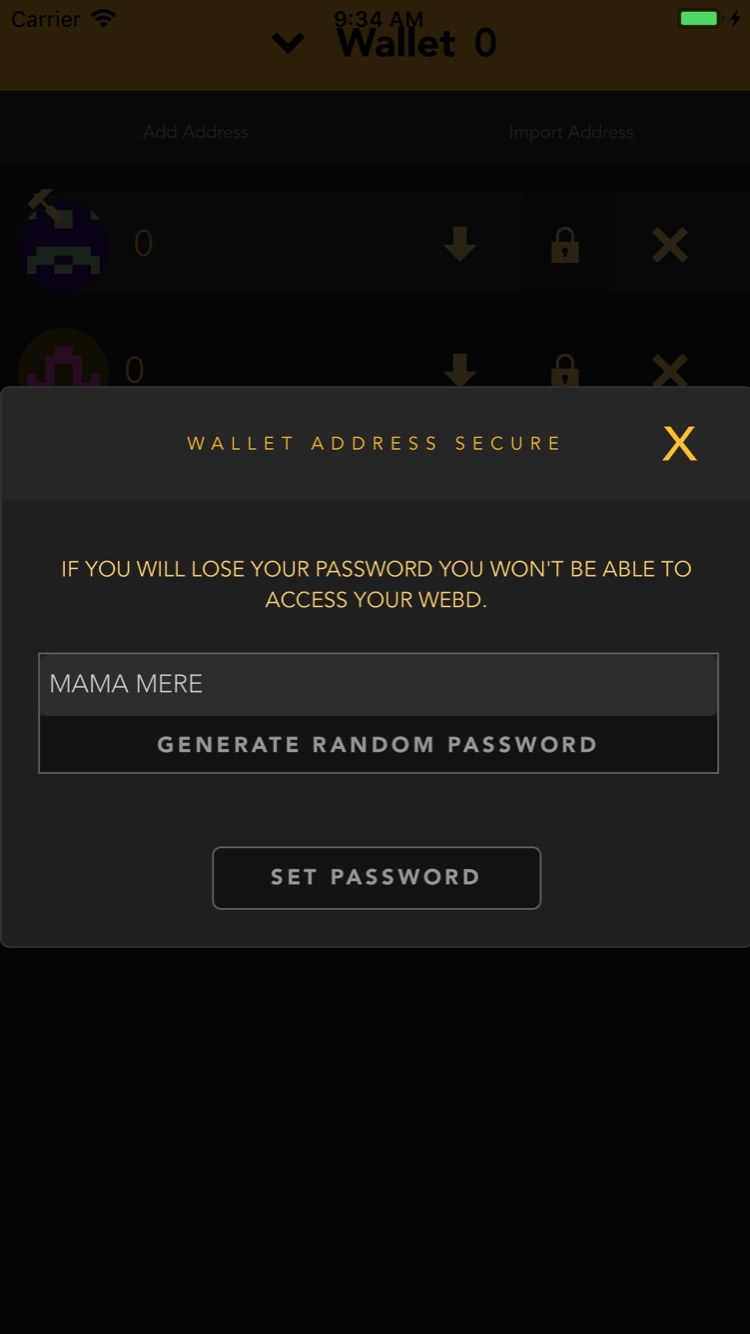 Carrier 9:34 AM
Wallet 0
Add Address Import Address
0
0
WALLET ADDRESS SECURE X
IF YOU WILL LOSE YOUR PASSWORD YOU WON'T BE ABLE TO
ACCESS YOUR WEBD.
MAMA MERE
GENERATE RANDOM PASSWORD
SET PASSWORD